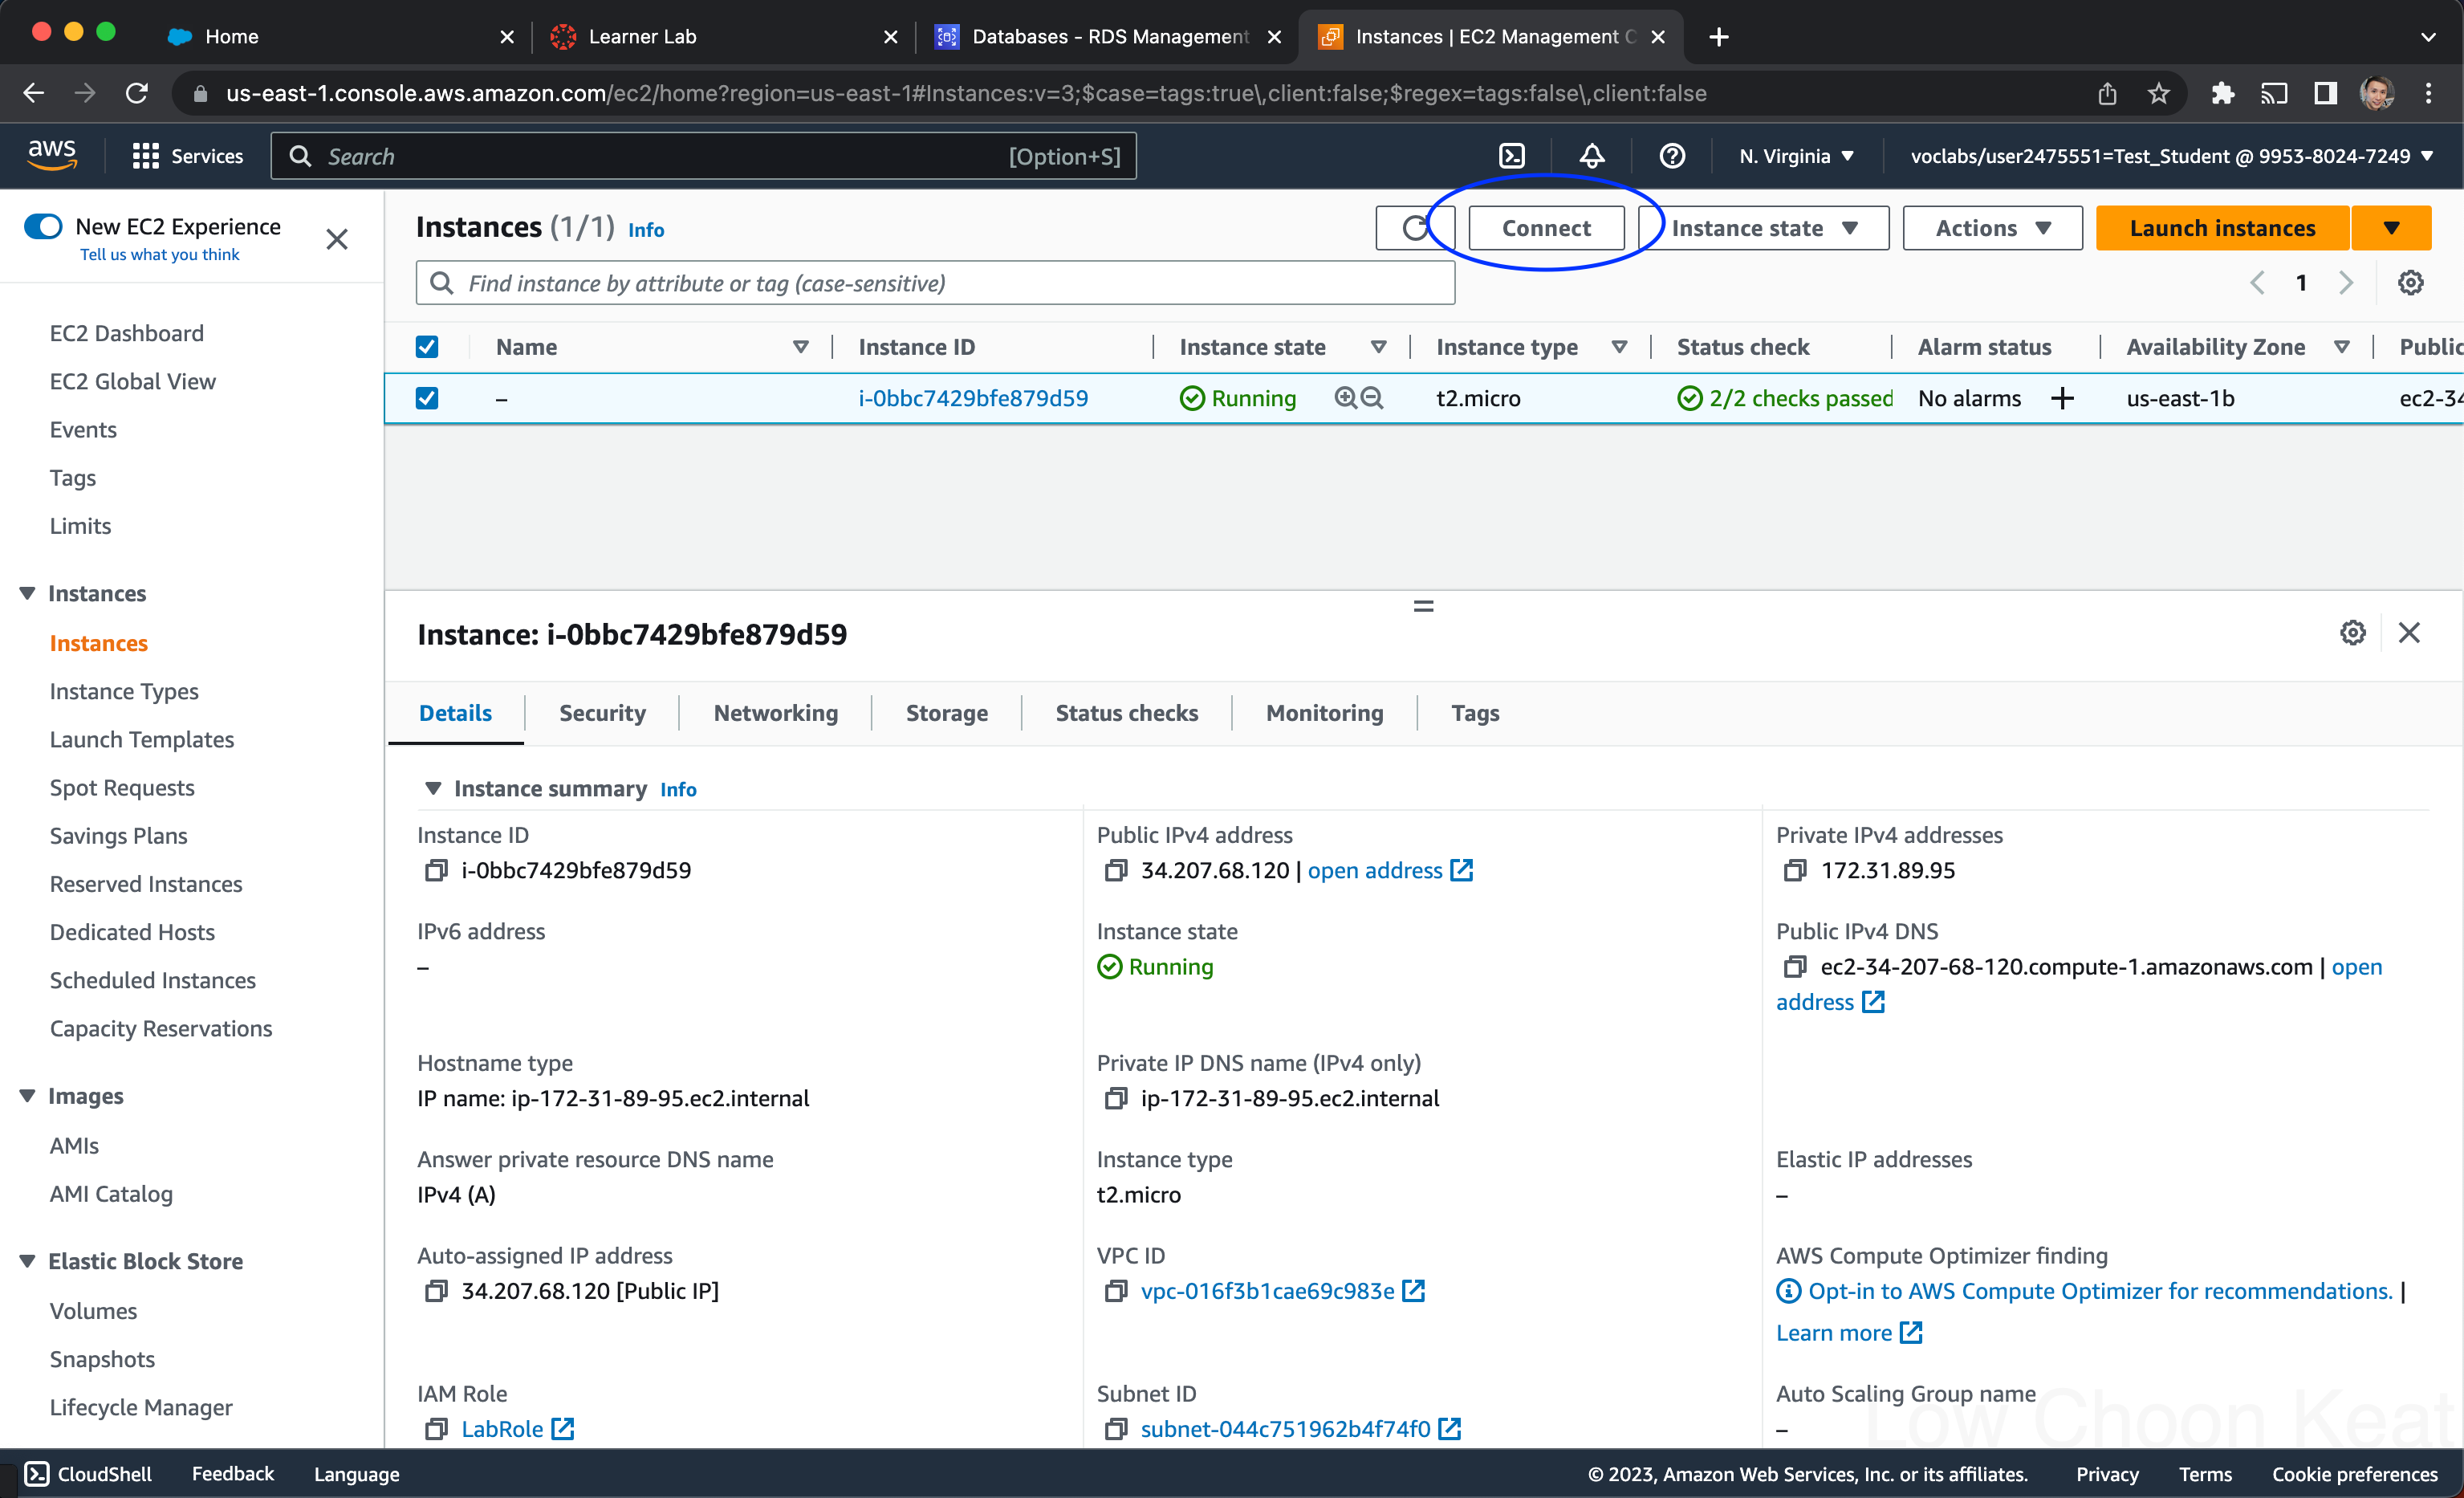 Home
Learner Lab
Databases - RDS Management
Instances | EC2 Management C
us-east-1.console.aws.amazon.com/ec2/home?region=us-east-1#Instances:v=3;$case=tags:true\,client:false;$regex=tags:false\,client:false
aws
Services
Search
[Option+S]
N. Virginia
voclabs/user2475551=Test_Student @ 9953-8024-7249
New EC2 Experience
Tell us what you think
EC2 Dashboard
EC2 Global View
Events
Tags
Limits
Instances
Instances
Instance Types
Launch Templates
Spot Requests
Savings Plans
Reserved Instances
Dedicated Hosts
Scheduled Instances
Capacity Reservations
Images
AMIs
AMI Catalog
Elastic Block Store
Volumes
Snapshots
Lifecycle Manager
Instances (1/1) Info
Connect
Instance state
Actions
Launch instances
Find instance by attribute or tag (case-sensitive)
1
Name
Instance ID
Instance state
Instance type
Status check
Alarm status
Availability Zone
Public
–
i-0bbc7429bfe879d59
Running
t2.micro
2/2 checks passed
No alarms +
us-east-1b
ec2-34
Instance: i-0bbc7429bfe879d59
Details
Security
Networking
Storage
Status checks
Monitoring
Tags
Instance summary Info
Instance ID
i-0bbc7429bfe879d59
Public IPv4 address
34.207.68.120 | open address
Private IPv4 addresses
172.31.89.95
IPv6 address
–
Instance state
Running
Public IPv4 DNS
ec2-34-207-68-120.compute-1.amazonaws.com | open
address
Hostname type
IP name: ip-172-31-89-95.ec2.internal
Private IP DNS name (IPv4 only)
ip-172-31-89-95.ec2.internal
Answer private resource DNS name
IPv4 (A)
Instance type
t2.micro
Elastic IP addresses
–
Auto-assigned IP address
34.207.68.120 [Public IP]
VPC ID
vpc-016f3b1cae69c983e
AWS Compute Optimizer finding
Opt-in to AWS Compute Optimizer for recommendations. |
Learn more
IAM Role
LabRole
Subnet ID
subnet-044c751962b4f74f0
Auto Scaling Group name
–
Low Choon Keat
CloudShell
Feedback
Language
© 2023, Amazon Web Services, Inc. or its affiliates.
Privacy
Terms
Cookie preferences